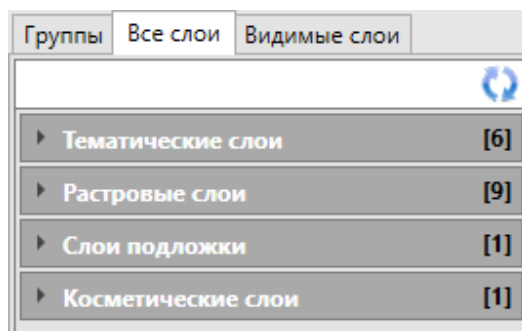 Группы Все слои Видимые слои
Тематические слои [6]
Растровые слои [9]
Слои подложки [1]
Косметические слои [1]